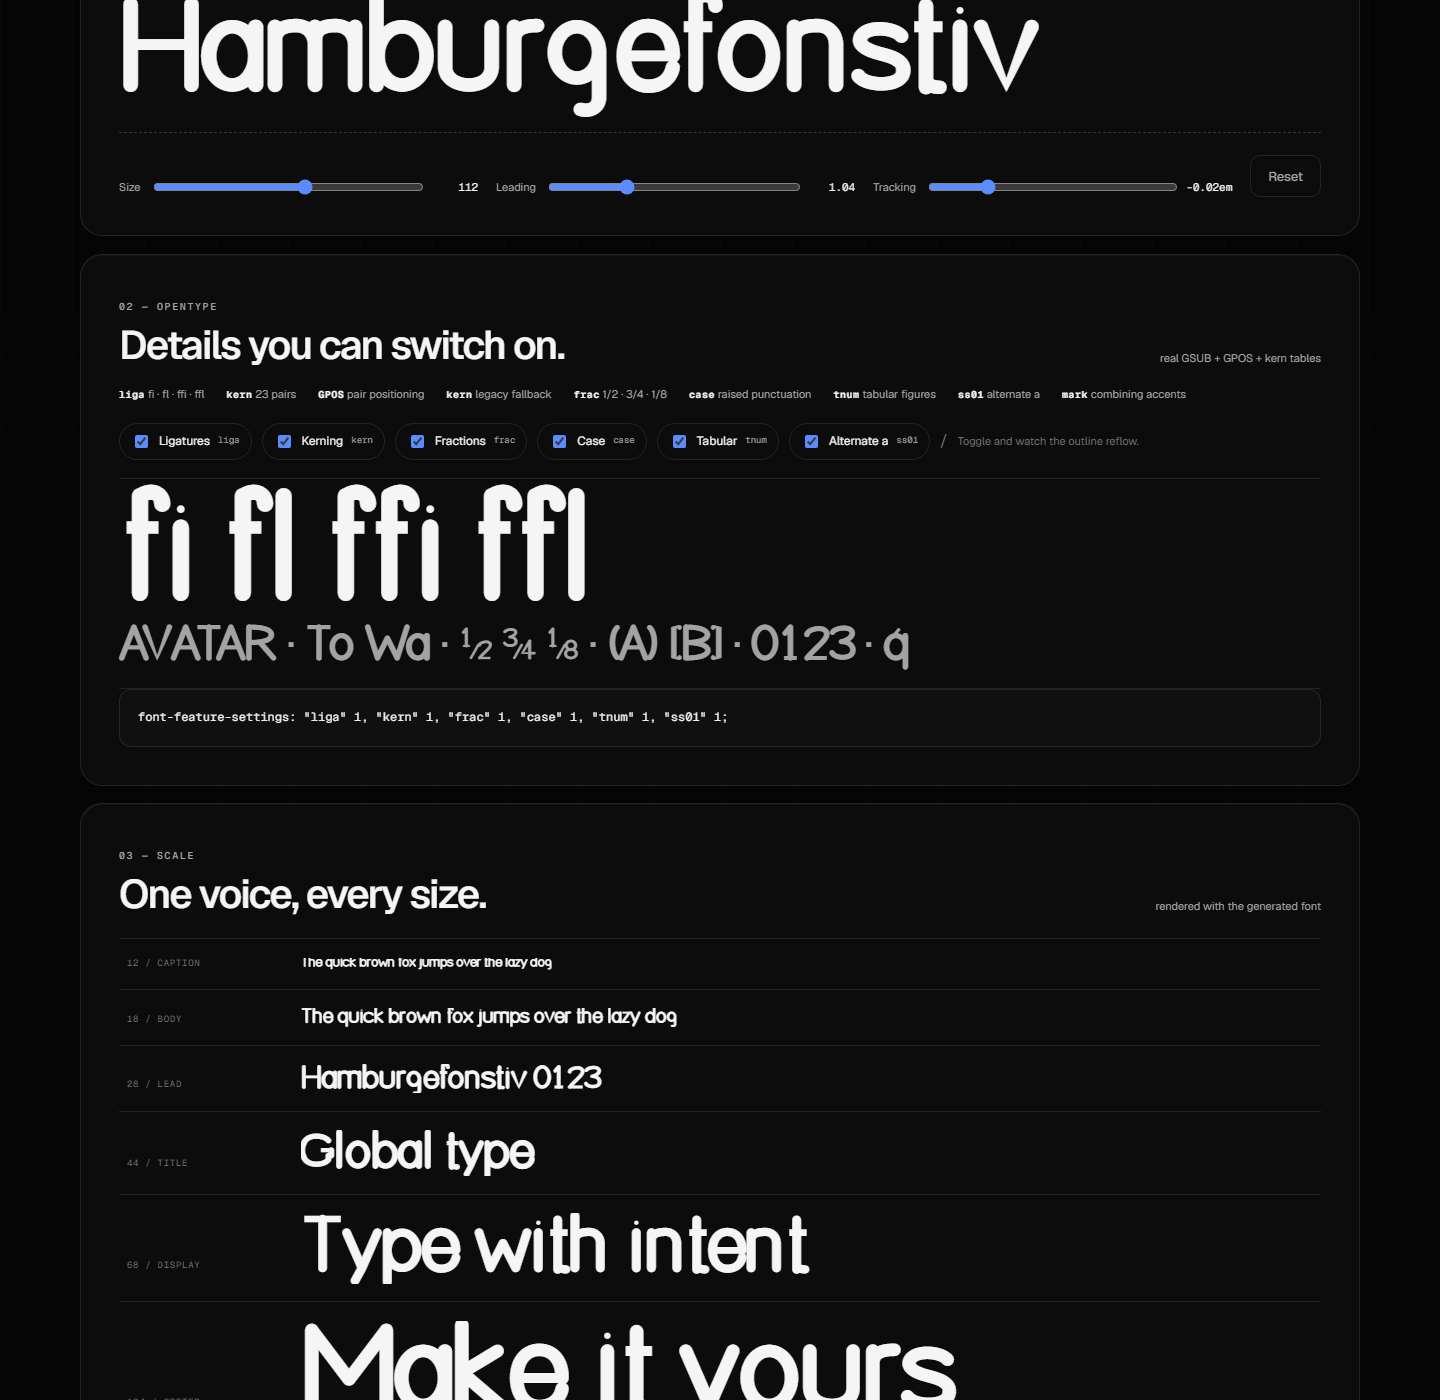 Hamburgefonstiv
Size 112 Leading 1.04 Tracking -0.02em Reset
02 — OPENTYPE
Details you can switch on.
real GSUB + GPOS + kern tables
liga fi · fl · ffi · ffl kern 23 pairs GPOS pair positioning kern legacy fallback frac 1/2 · 3/4 · 1/8 case raised punctuation tnum tabular figures ss01 alternate a mark combining accents
Ligatures liga Kerning kern Fractions frac Case case Tabular tnum Alternate a ss01 / Toggle and watch the outline reflow.
fi fl ffi ffl
AVATAR · To Wa · ½ ¾ ⅛ · (A) [B] · 0123 · q
font-feature-settings: "liga" 1, "kern" 1, "frac" 1, "case" 1, "tnum" 1, "ss01" 1;
03 — SCALE
One voice, every size.
rendered with the generated font
12 / CAPTION The quick brown fox jumps over the lazy dog
18 / BODY The quick brown fox jumps over the lazy dog
28 / LEAD Hamburgefonstiv 0123
44 / TITLE Global type
68 / DISPLAY Type with intent
Make it yours